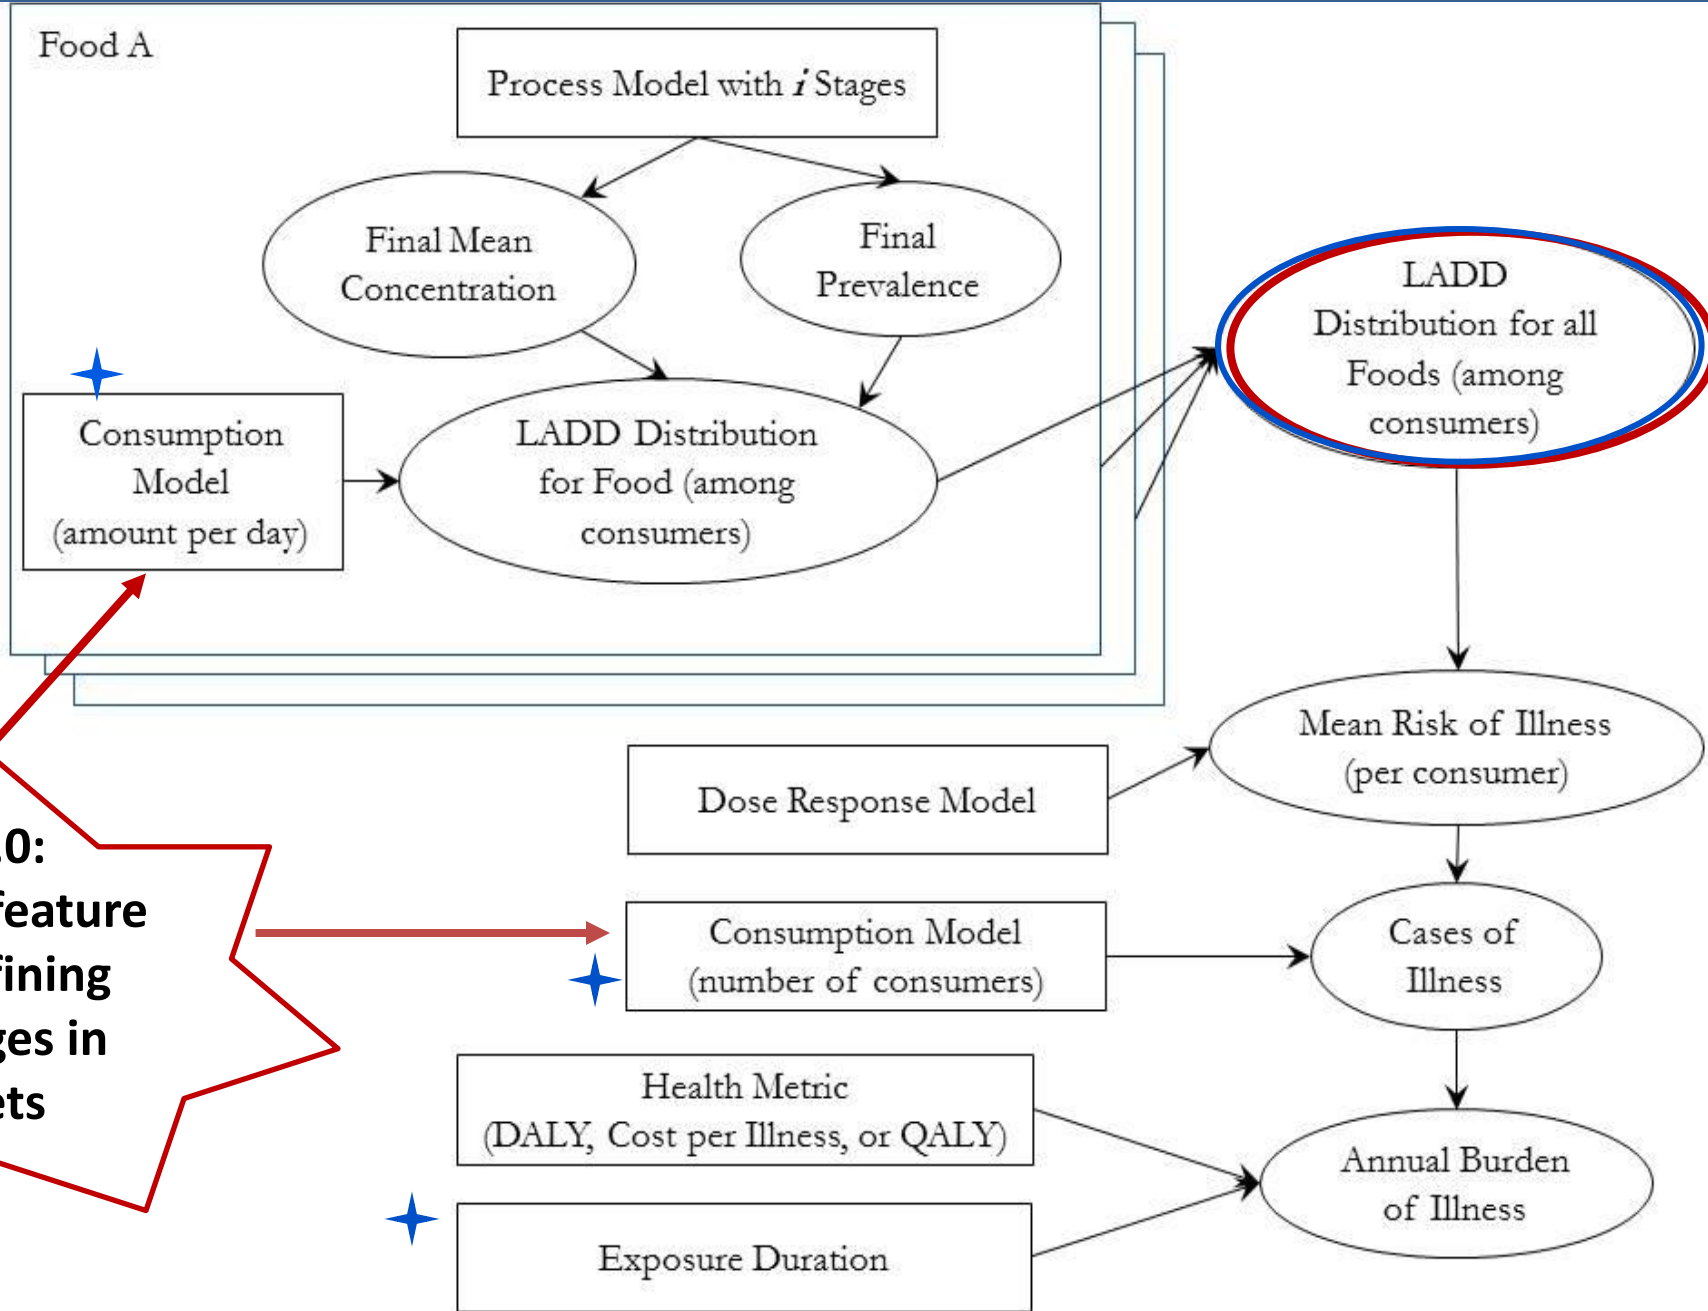 Food A
Process Model with i Stages
Final Mean
Concentration
Final
Prevalence
LADD
Distribution for all
Foods (among
consumers)
Consumption
Model
(amount per day)
LADD Distribution
for Food (among
consumers)
Mean Risk of Illness
(per consumer)
Dose Response Model
.0:
feature
fining
ges in
ets
Consumption Model
(number of consumers)
Cases of
Illness
Health Metric
(DALY, Cost per Illness, or QALY)
Annual Burden
of Illness
Exposure Duration